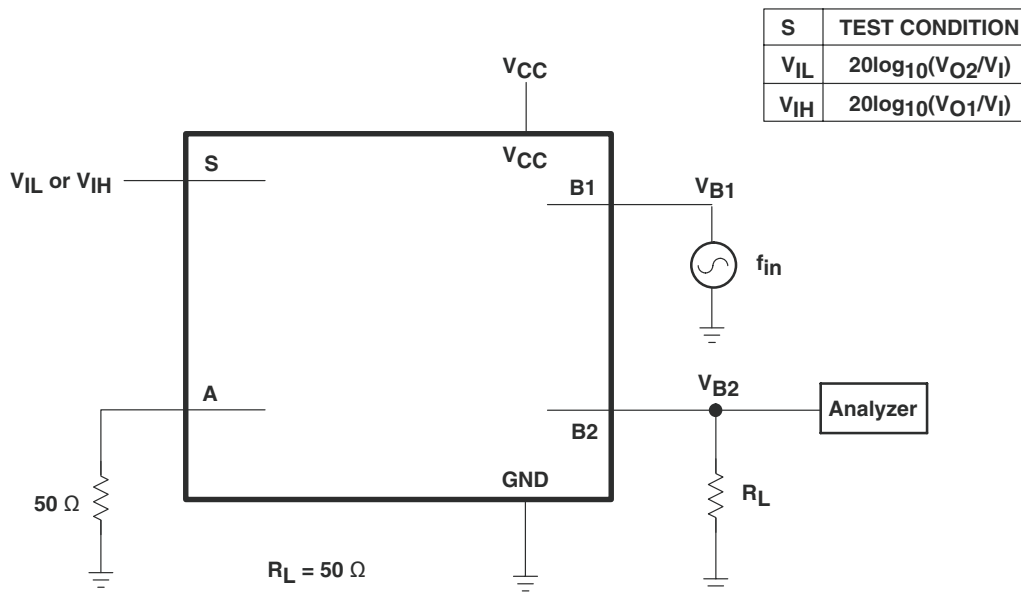 S TEST CONDITION
VIL 20log10(VO2/VI)
VIH 20log10(VO1/VI)
VCC
VCC
S
VIL or VIH
B1
VB1
fin
A
B2
VB2
Analyzer
GND
50 Ω
RL
RL = 50 Ω